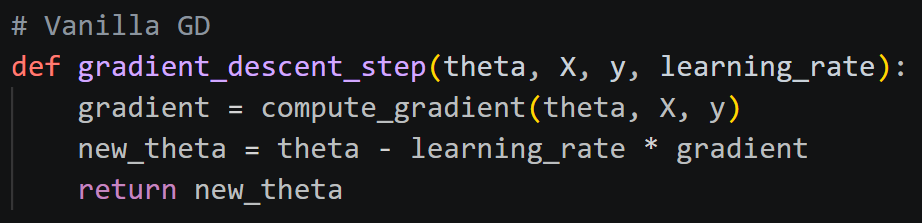 # Vanilla GD
def gradient_descent_step(theta, X, y, learning_rate):
    gradient = compute_gradient(theta, X, y)
    new_theta = theta - learning_rate * gradient
    return new_theta